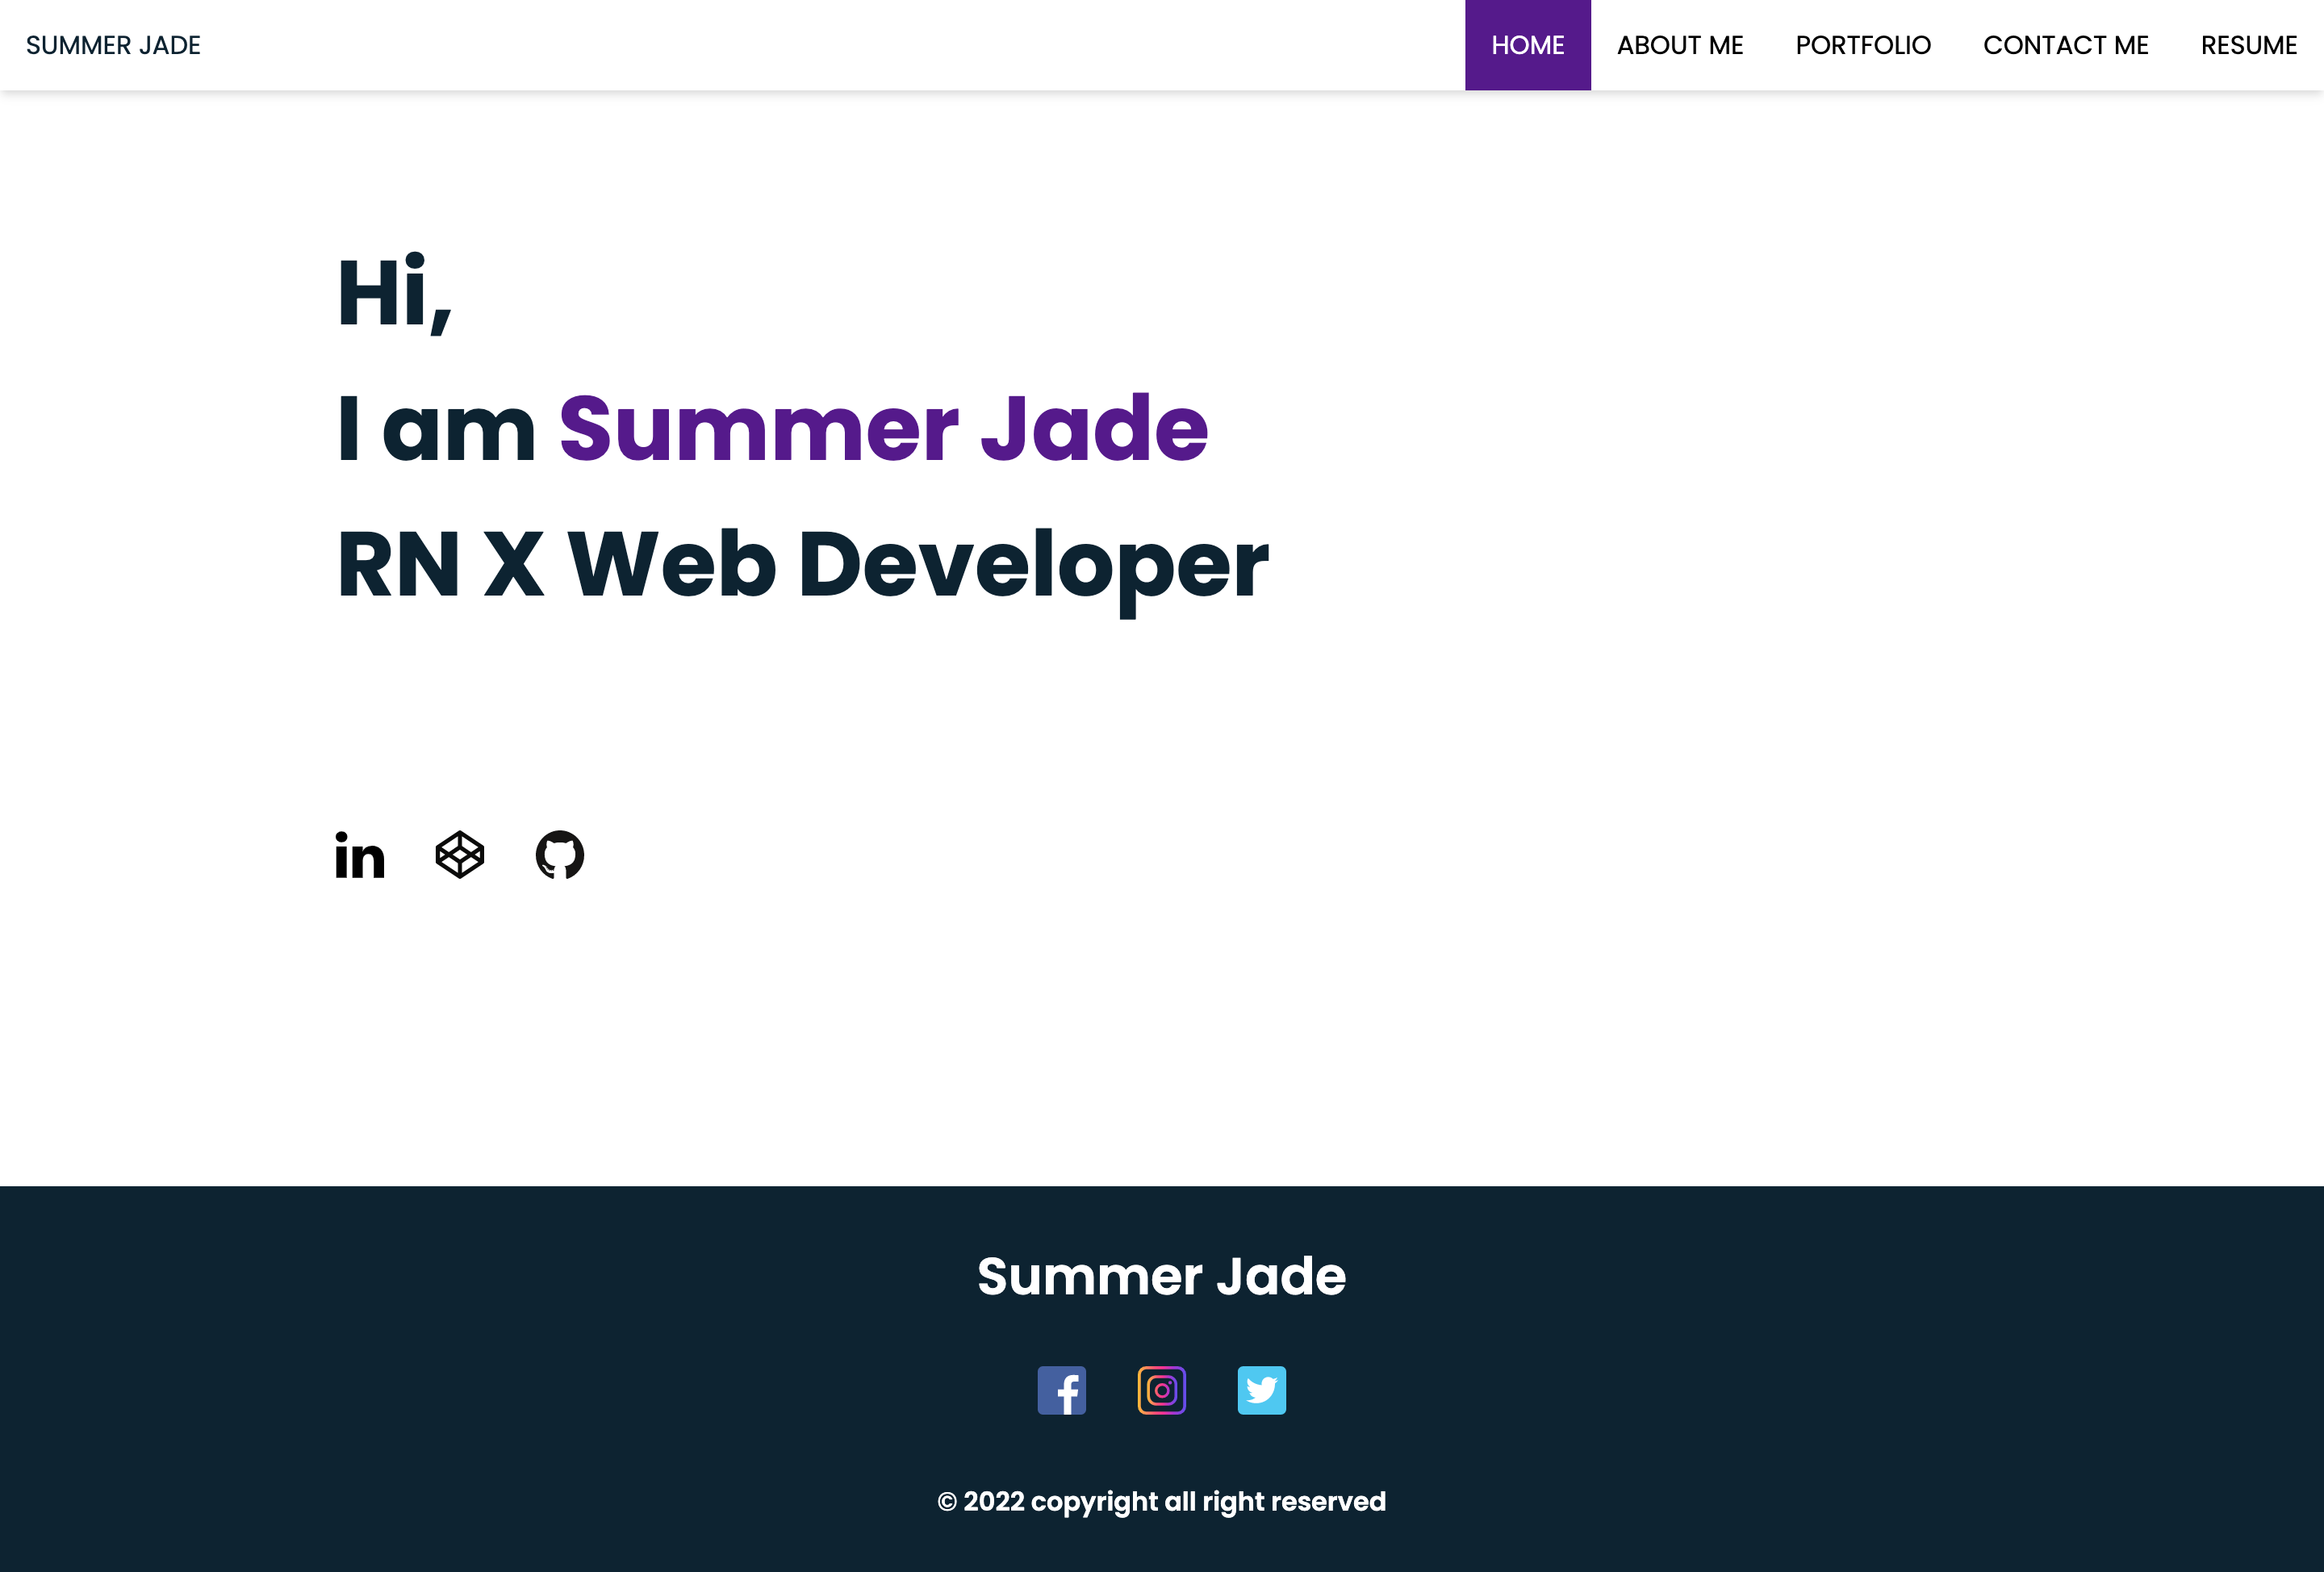 SUMMER JADE HOME ABOUT ME PORTFOLIO CONTACT ME RESUME
Hi,
I am Summer Jade
RN X Web Developer
in
Summer Jade
© 2022 copyright all right reserved